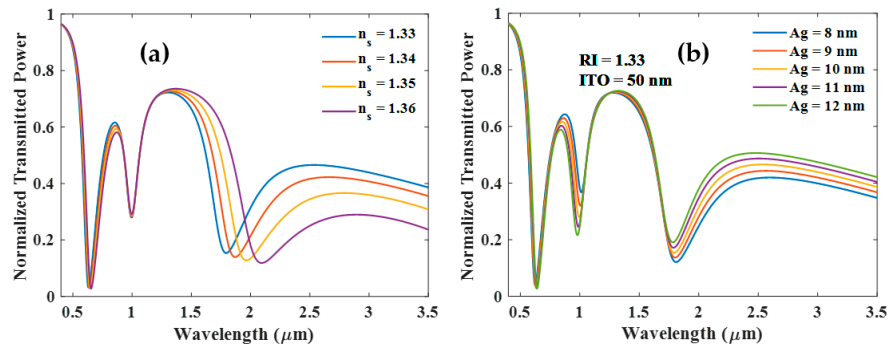 (a)
n_s = 1.33
n_s = 1.34
n_s = 1.35
n_s = 1.36
Normalized Transmitted Power
1
0.8
0.6
0.4
0.2
0
0.5 1 1.5 2 2.5 3 3.5
Wavelength (μm)
(b)
RI = 1.33
ITO = 50 nm
Ag = 8 nm
Ag = 9 nm
Ag = 10 nm
Ag = 11 nm
Ag = 12 nm
Normalized Transmitted Power
1
0.8
0.6
0.4
0.2
0
0.5 1 1.5 2 2.5 3 3.5
Wavelength (μm)